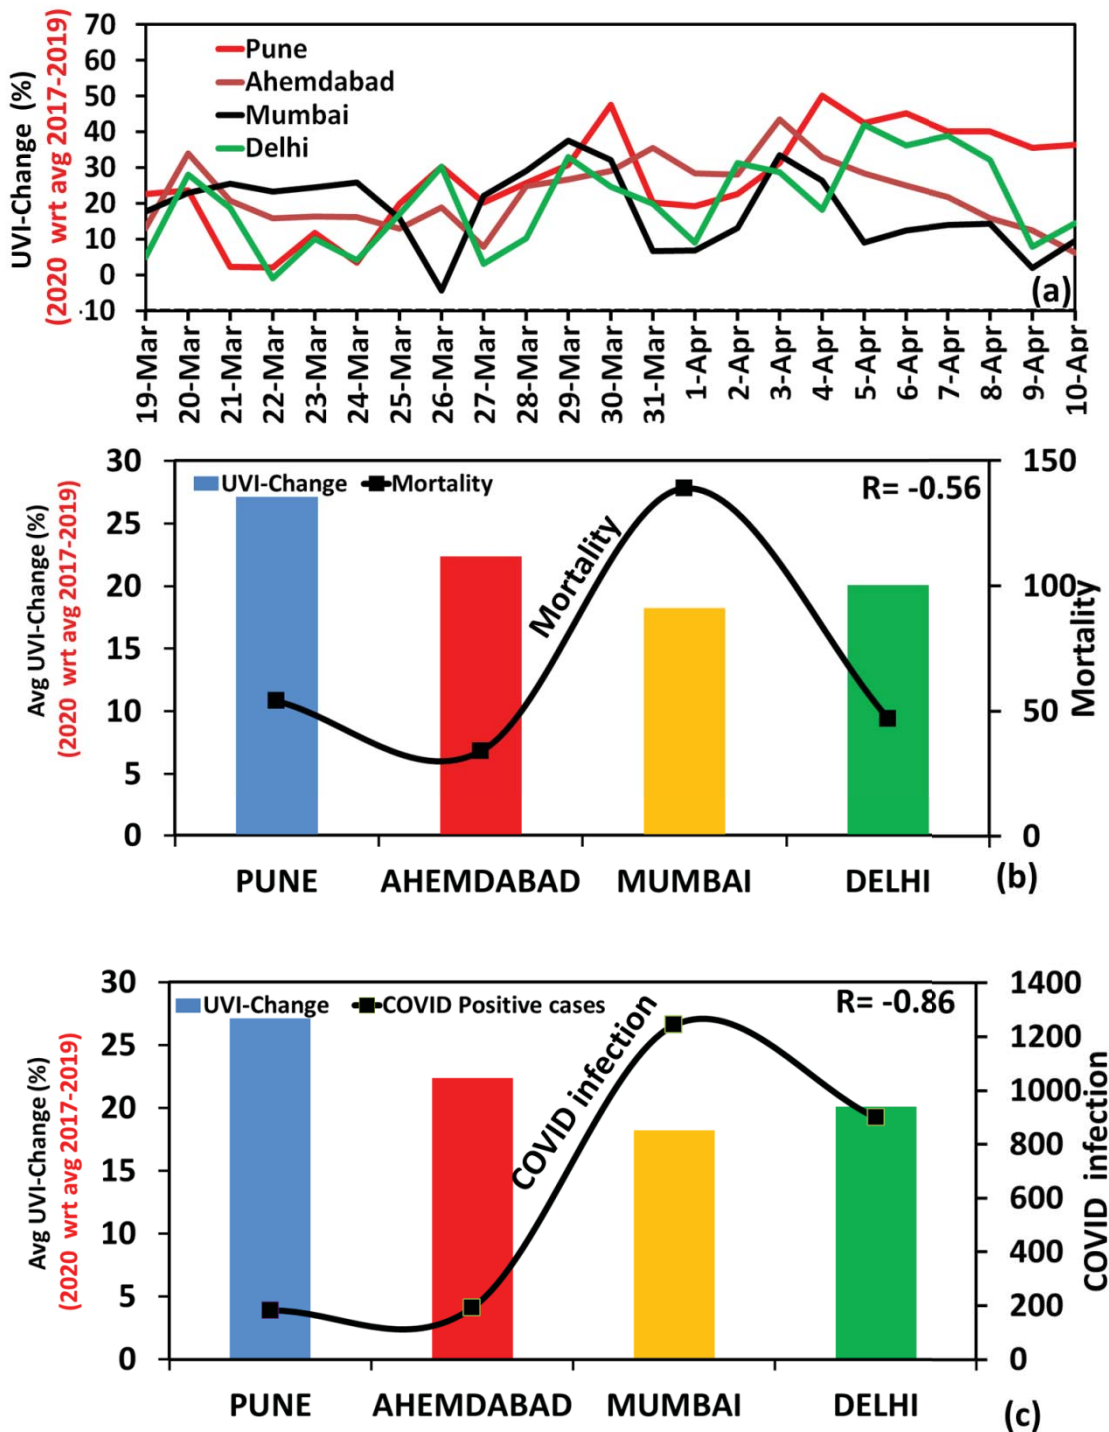 UVI-Change (%)
(2020 wrt avg 2017-2019)
70
60
50
40
30
20
10
0
-10
Pune
Ahemdabad
Mumbai
Delhi
(a)
19-Mar
20-Mar
21-Mar
22-Mar
23-Mar
24-Mar
25-Mar
26-Mar
27-Mar
28-Mar
29-Mar
30-Mar
31-Mar
1-Apr
2-Apr
3-Apr
4-Apr
5-Apr
6-Apr
7-Apr
8-Apr
9-Apr
10-Apr
Avg UVI-Change (%)
(2020 wrt avg 2017-2019)
30
25
20
15
10
5
0
UVI-Change Mortality
R= -0.56
Mortality
150
100
50
0
Mortality
PUNE AHEMDABAD MUMBAI DELHI
(b)
Avg UVI-Change (%)
(2020 wrt avg 2017-2019)
30
25
20
15
10
5
0
UVI-Change COVID Positive cases
R= -0.86
COVID infection
1400
1200
1000
800
600
400
200
0
COVID infection
PUNE AHEMDABAD MUMBAI DELHI
(c)